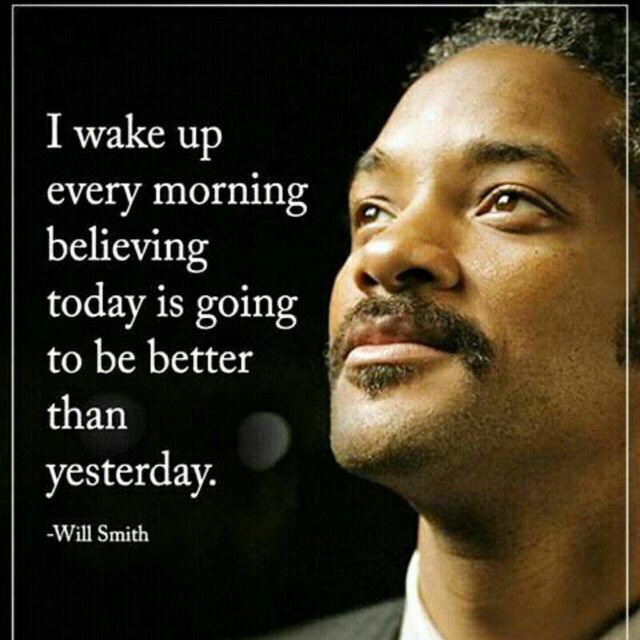 I wake up
every morning
believing
today is going
to be better
than
yesterday.
-Will Smith